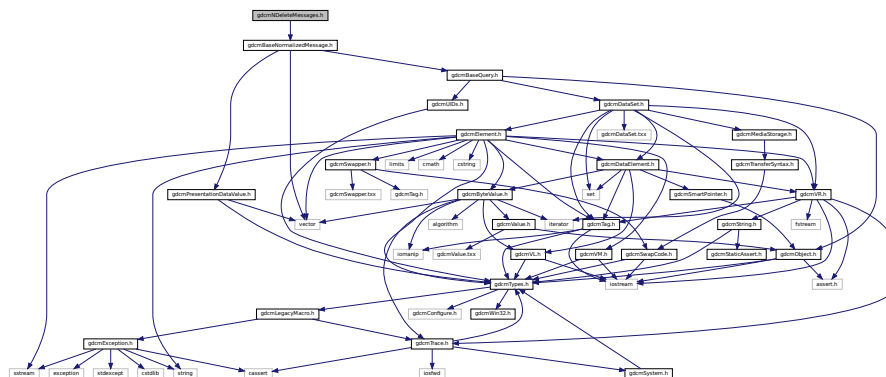 gdcmNDeleteMessages.h
gdcmBaseNormalizedMessage.h
gdcmBaseQuery.h
gdcmUIDs.h
gdcmDataSet.h
gdcmElement.h
gdcmDataSet.txx
gdcmMediaStorage.h
gdcmSwapper.h
limits
cmath
cstring
gdcmDataElement.h
gdcmTransferSyntax.h
gdcmPresentationDataValue.h
gdcmSwapper.txx
gdcmTag.h
gdcmByteValue.h
set
gdcmSmartPointer.h
gdcmVR.h
vector
algorithm
gdcmValue.h
iterator
gdcmTag.h
gdcmString.h
fstream
iomanip
gdcmValue.txx
gdcmVL.h
gdcmVM.h
gdcmSwapCode.h
gdcmStaticAssert.h
gdcmObject.h
gdcmTypes.h
iostream
assert.h
gdcmLegacyMacro.h
gdcmConfigure.h
gdcmWin32.h
gdcmException.h
gdcmTrace.h
sstream
exception
stdexcept
cstdlib
string
cassert
iosfwd
gdcmSystem.h